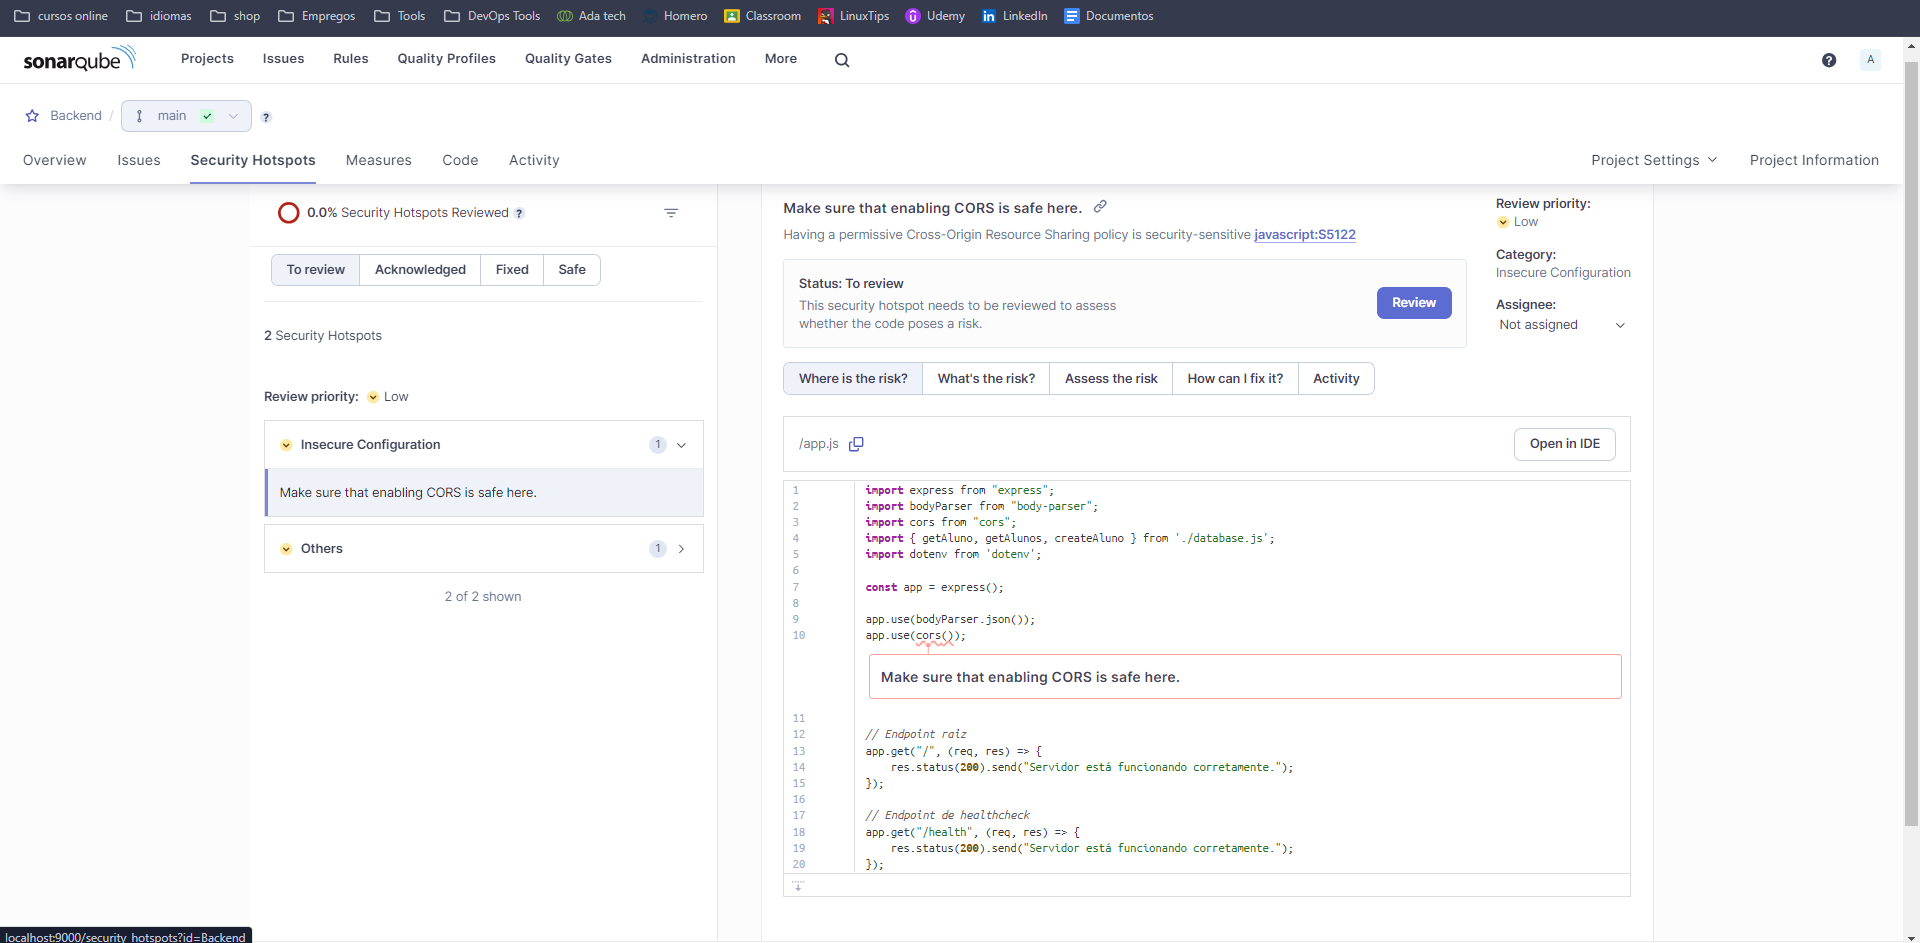 cursos online idiomas shop Empregos Tools DevOps Tools Ada tech Homero Classroom LinuxTips Udemy LinkedIn Documentos
sonarqube Projects Issues Rules Quality Profiles Quality Gates Administration More ? A
Backend / main ?
Overview Issues Security Hotspots Measures Code Activity Project Settings Project Information
0.0% Security Hotspots Reviewed ?
To review Acknowledged Fixed Safe
2 Security Hotspots
Review priority: Low
Insecure Configuration 1
Make sure that enabling CORS is safe here.
Others 1
2 of 2 shown
Make sure that enabling CORS is safe here.
Having a permissive Cross-Origin Resource Sharing policy is security-sensitive javascript:S5122
Status: To review
This security hotspot needs to be reviewed to assess
whether the code poses a risk.
Review
Review priority:
Low
Category:
Insecure Configuration
Assignee:
Not assigned
Where is the risk? What's the risk? Assess the risk How can I fix it? Activity
/app.js Open in IDE
1 import express from "express";
2 import bodyParser from "body-parser";
3 import cors from "cors";
4 import { getAluno, getAlunos, createAluno } from './database.js';
5 import dotenv from 'dotenv';
6
7 const app = express();
8
9 app.use(bodyParser.json());
10 app.use(cors());
Make sure that enabling CORS is safe here.
11
12 // Endpoint raiz
13 app.get("/", (req, res) => {
14 res.status(200).send("Servidor está funcionando corretamente.");
15 });
16
17 // Endpoint de healthcheck
18 app.get("/health", (req, res) => {
19 res.status(200).send("Servidor está funcionando corretamente.");
20 });
localhost:9000/security_hotspots?id=Backend